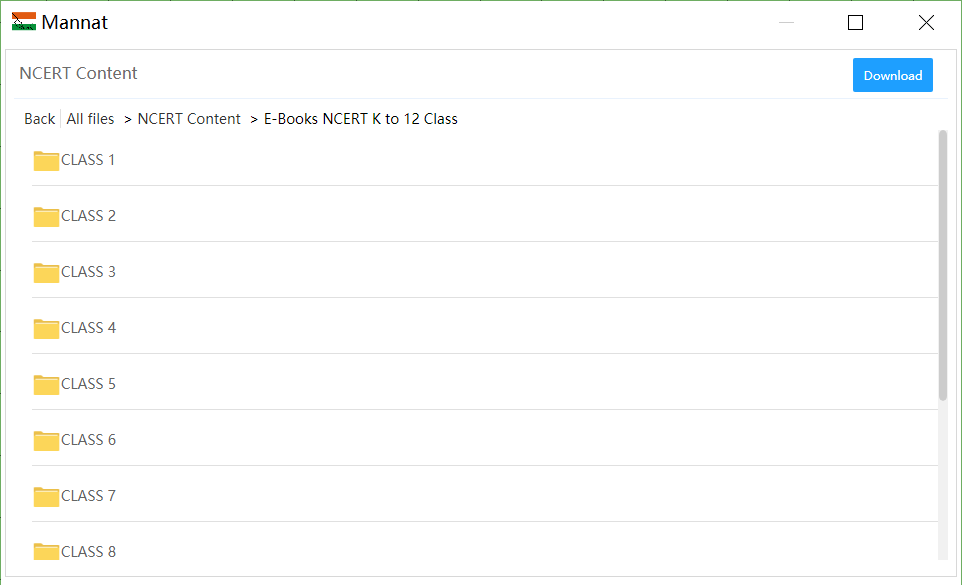 Mannat
NCERT Content
Download
Back All files > NCERT Content > E-Books NCERT K to 12 Class
CLASS 1
CLASS 2
CLASS 3
CLASS 4
CLASS 5
CLASS 6
CLASS 7
CLASS 8